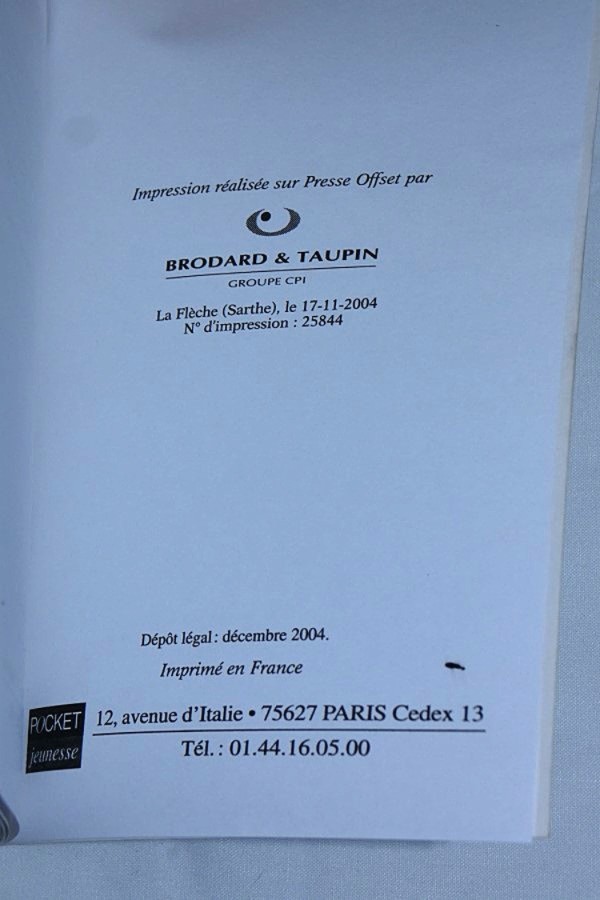 Impression réalisée sur Presse Offset par
BRODARD & TAUPIN
GROUPE CPI
La Flèche (Sarthe), le 17-11-2004
N° d'impression : 25844
Dépôt légal : décembre 2004.
Imprimé en France
POCKET
jeunesse
12, avenue d'Italie • 75627 PARIS Cedex 13
Tél. : 01.44.16.05.00